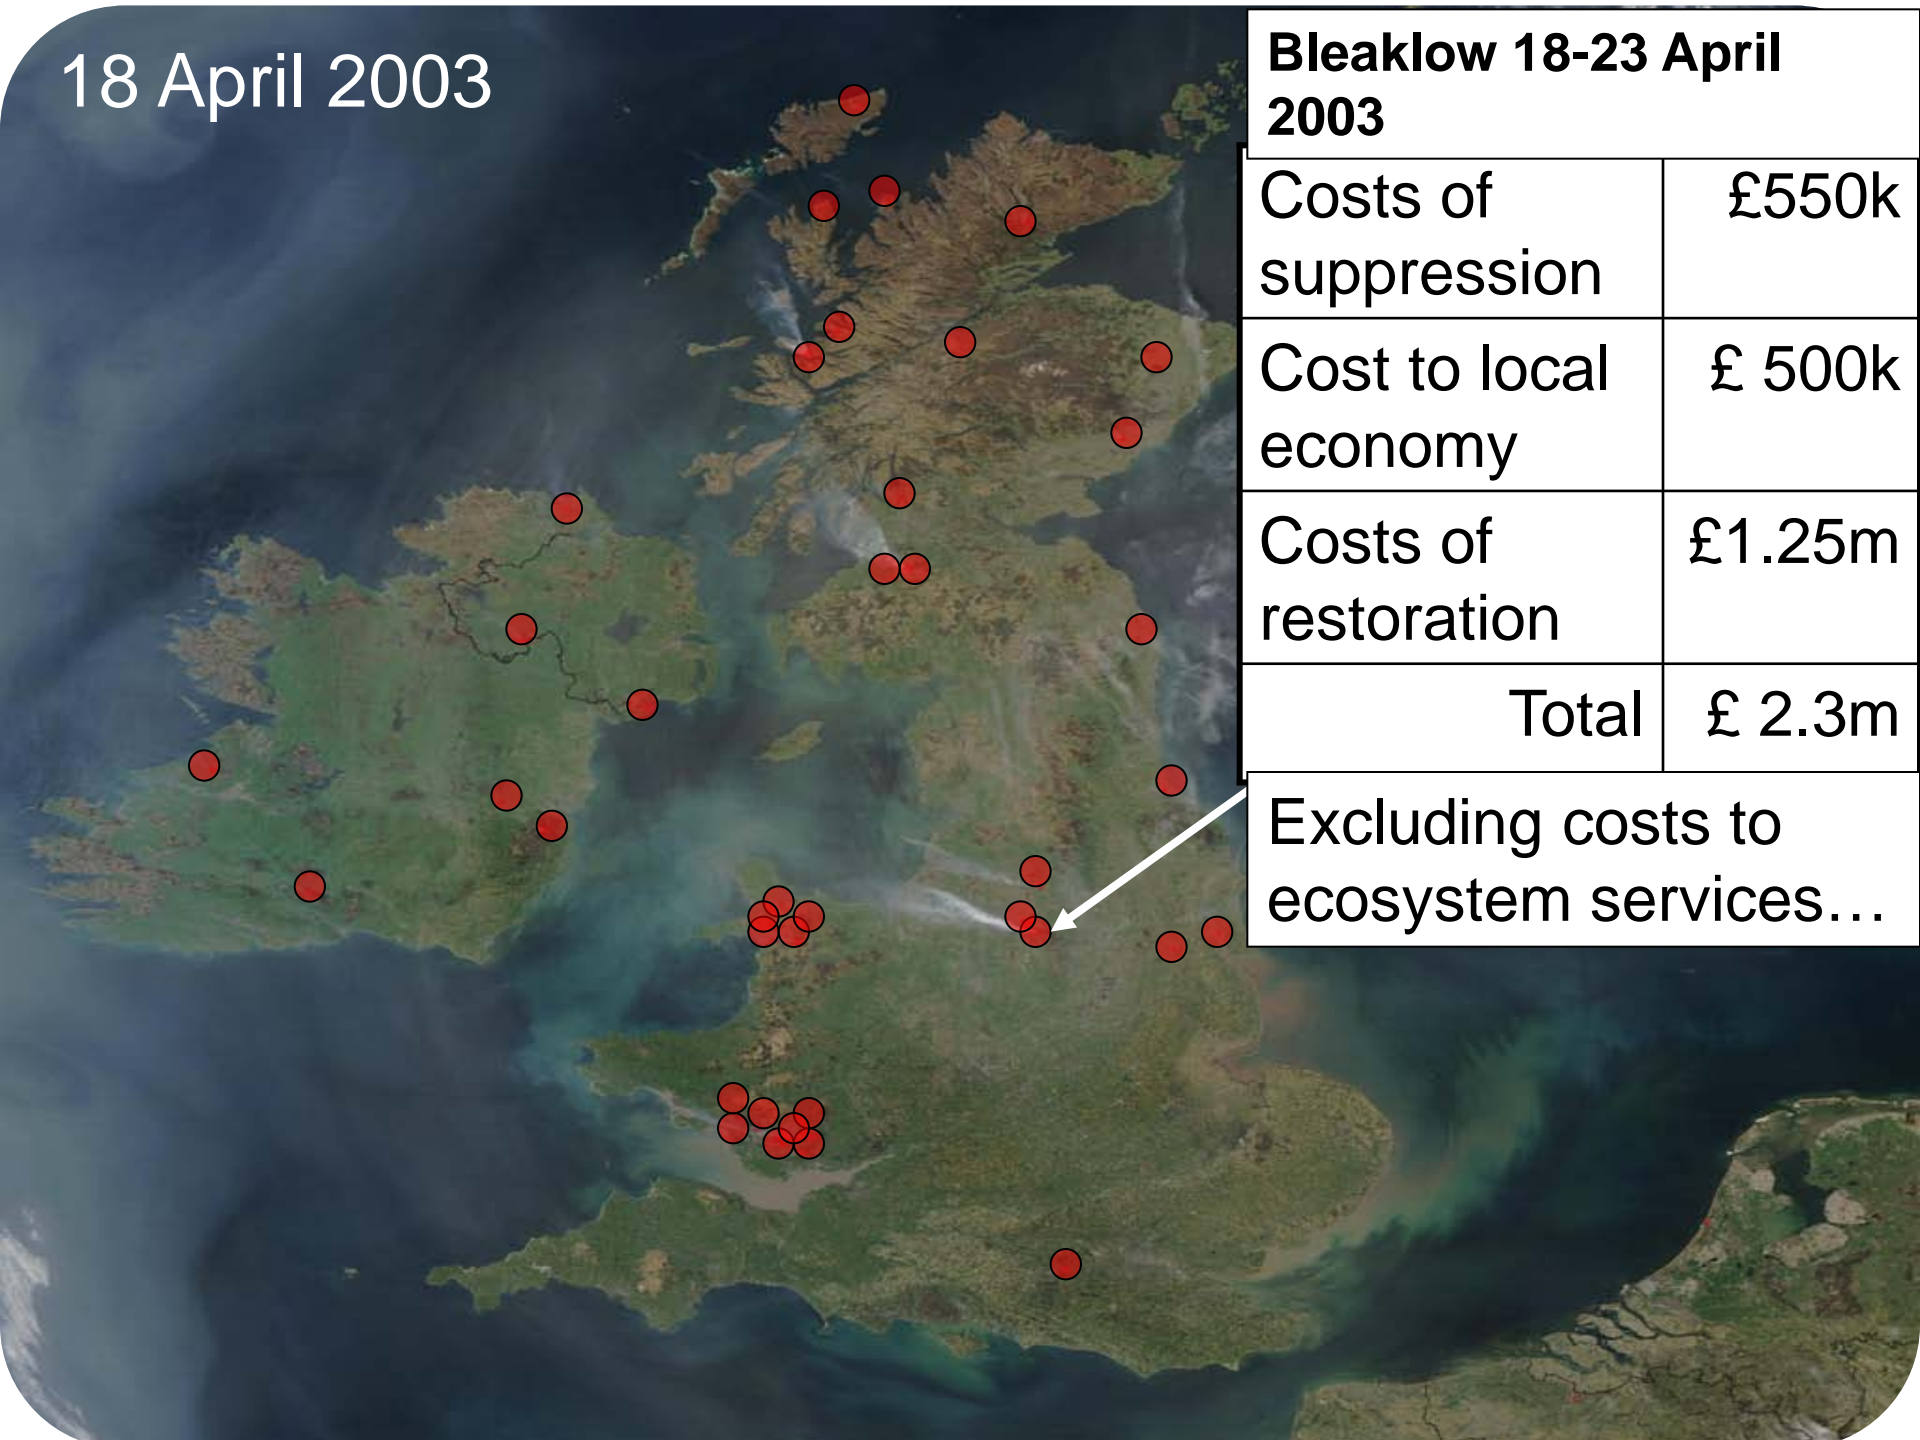 18 April 2003
Bleaklow 18-23 April
2003
Costs of
suppression
£550k
Cost to local
economy
£ 500k
Costs of
restoration
£1.25m
Total
£ 2.3m
Excluding costs to
ecosystem services…